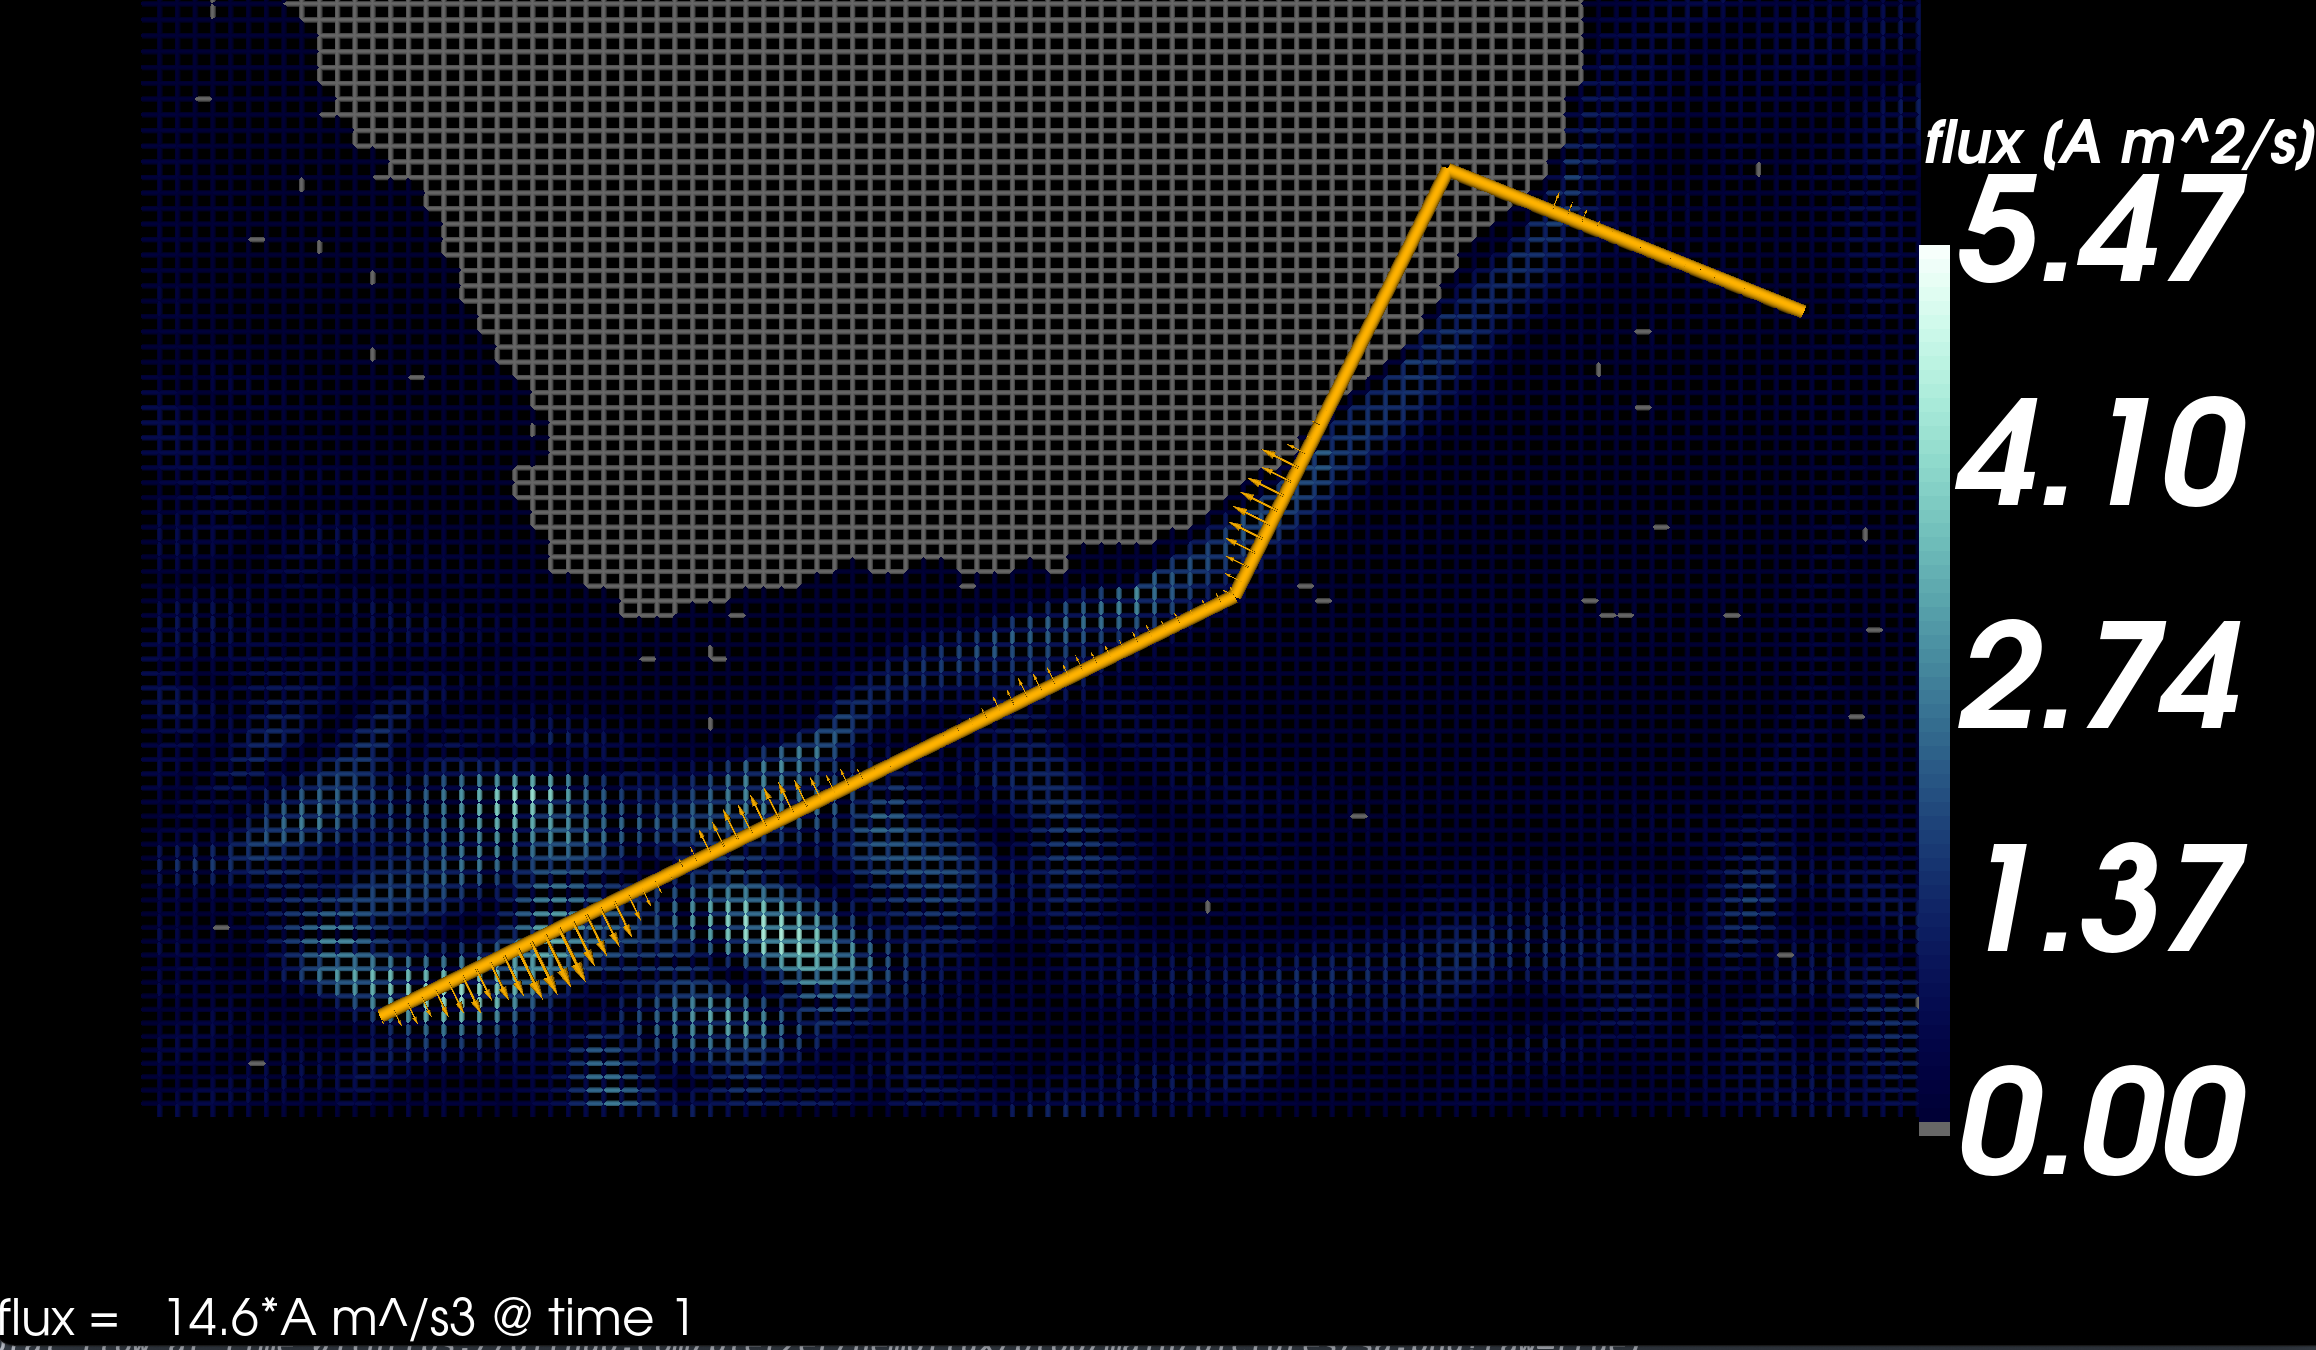 flux (A m^2/s)
5.47
4.10
2.74
1.37
0.00
flux = 14.6*A m^/s3 @ time 1